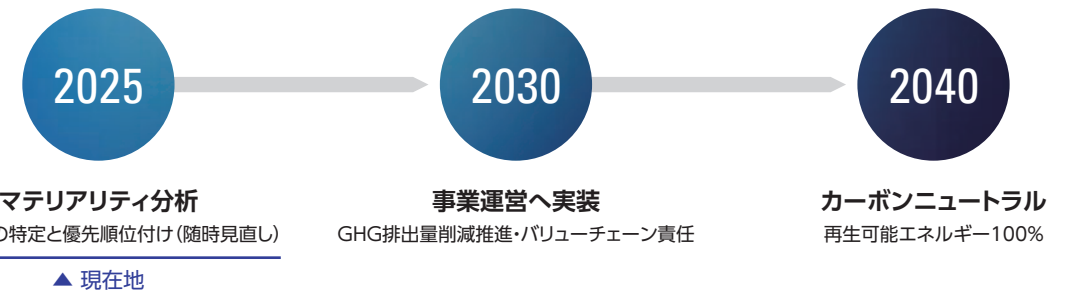 2025
2030
2040
マテリアリティ分析
事業運営へ実装
カーボンニュートラル
の特定と優先順位付け（随時見直し）
GHG排出量削減推進・バリューチェーン責任
再生可能エネルギー100%
▲ 現在地